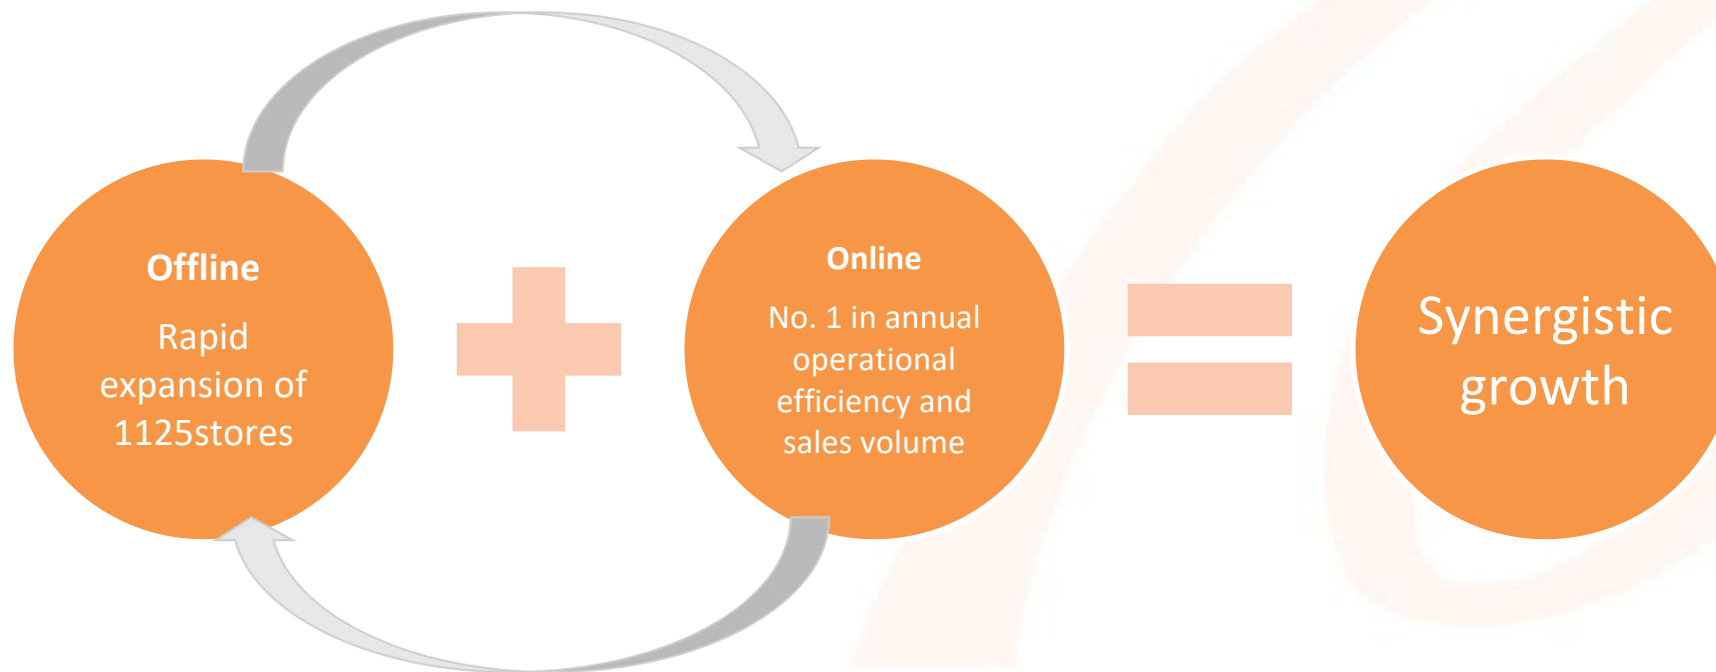 Offline
Rapid
expansion of
1125stores
Online
No. 1 in annual
operational
efficiency and
sales volume
Synergistic
growth